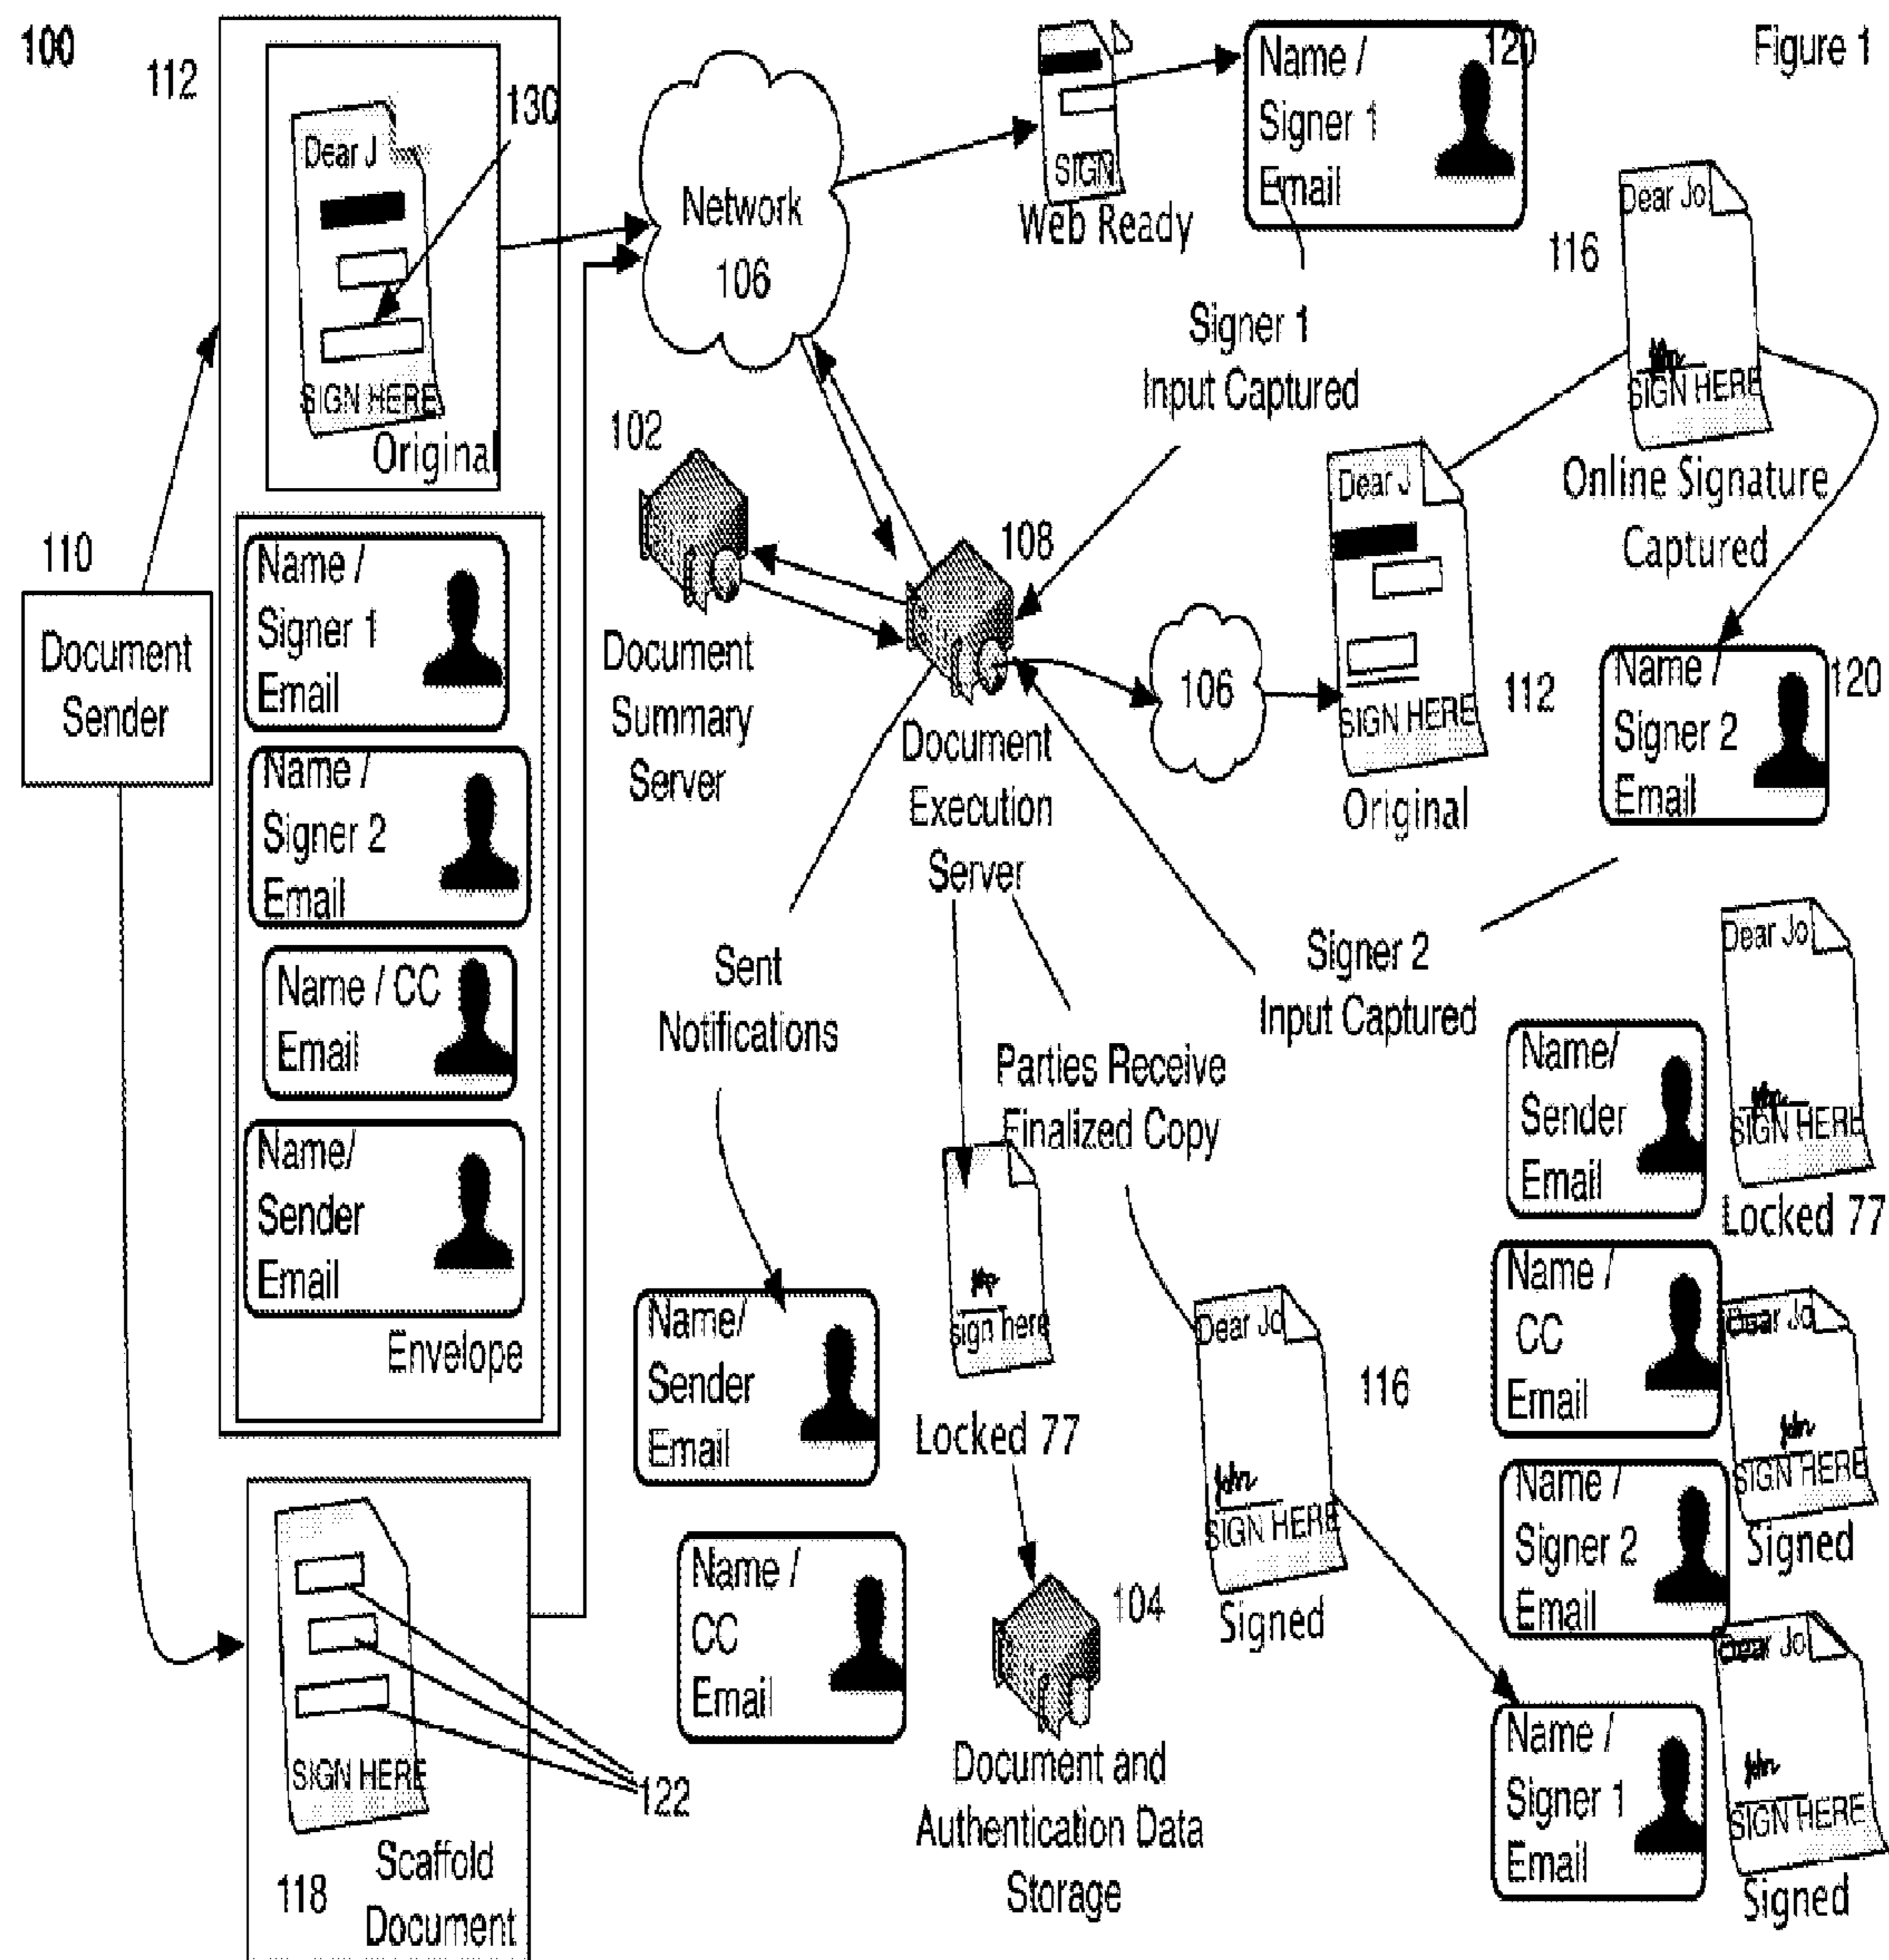 100
112
Figure 1
Dear J
130
SIGN HERE
Original
Name /
Signer 1
Email
Name /
Signer 2
Email
Name / CC
Email
Name/
Sender
Email
Envelope
110
Document
Sender
SIGN HERE
118
Scaffold
Document
122
Network
106
SIGN
Web Ready
Name /
Signer 1
Email
120
Signer 1
Input Captured
116
Dear Jo
SIGN HERE
Online Signature
Captured
102
Document
Summary
Server
108
Document
Execution
Server
106
Dear J
SIGN HERE
112
Original
Name /
Signer 2
Email
120
Signer 2
Input Captured
Sent
Notifications
Name/
Sender
Email
Name /
CC
Email
Parties Receive
Finalized Copy
sign here
Locked 77
104
Document and
Authentication Data
Storage
Dear Jo
John
SIGN HERE
116
Signed
Name/
Sender
Email
Dear Jo
SIGN HERE
Locked 77
Name /
CC
Email
Dear Jo
John
SIGN HERE
Signed
Name /
Signer 2
Email
Dear Jo
John
SIGN HERE
Signed
Name /
Signer 1
Email